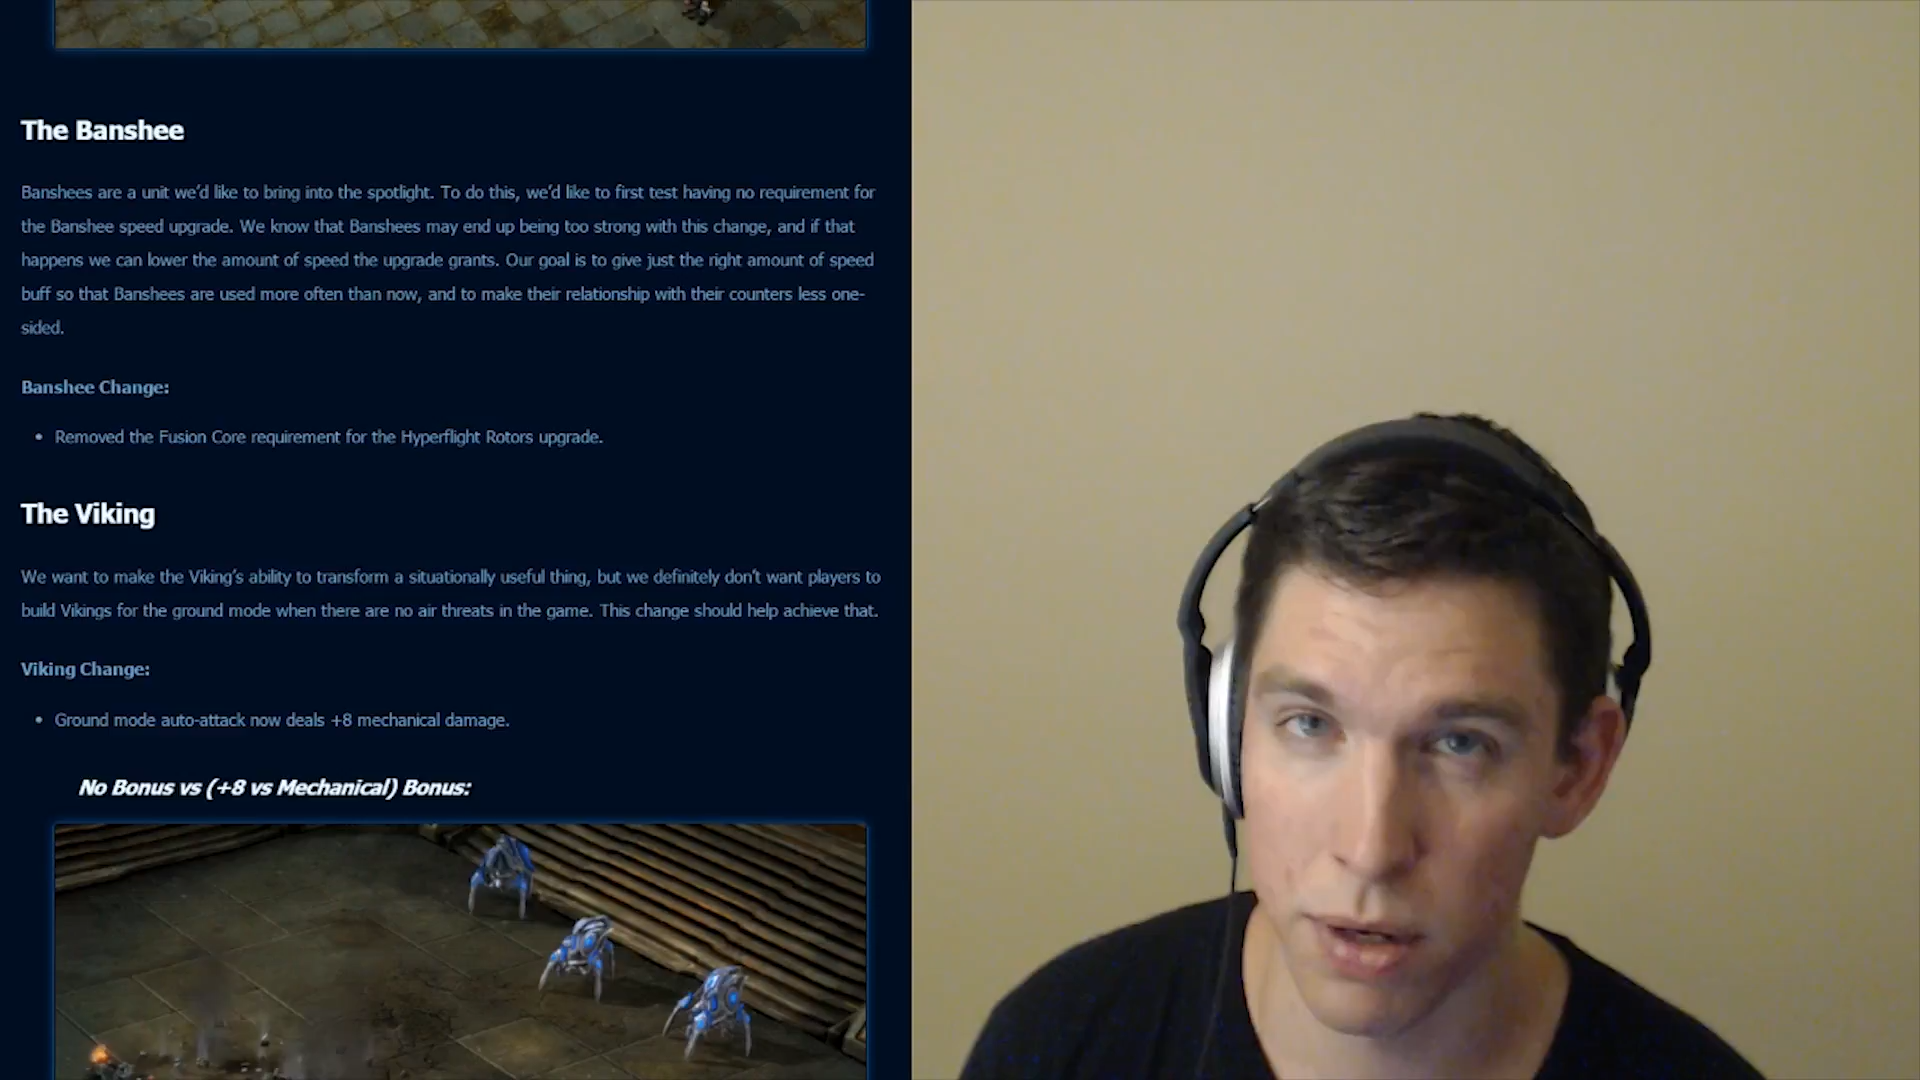 The Banshee
Banshees are a unit we’d like to bring into the spotlight. To do this, we’d like to first test having no requirement for
the Banshee speed upgrade. We know that Banshees may end up being too strong with this change, and if that
happens we can lower the amount of speed the upgrade grants. Our goal is to give just the right amount of speed
buff so that Banshees are used more often than now, and to make their relationship with their counters less one-
sided.
Banshee Change:
• Removed the Fusion Core requirement for the Hyperflight Rotors upgrade.
The Viking
We want to make the Viking’s ability to transform a situationally useful thing, but we definitely don’t want players to
build Vikings for the ground mode when there are no air threats in the game. This change should help achieve that.
Viking Change:
• Ground mode auto-attack now deals +8 mechanical damage.
No Bonus vs (+8 vs Mechanical) Bonus: